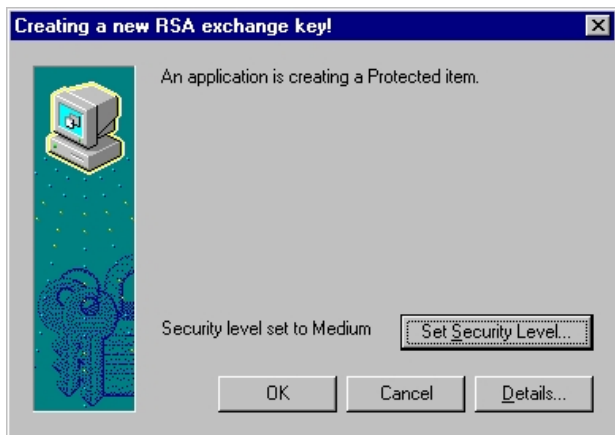 Creating a new RSA exchange key!
An application is creating a Protected item.
Security level set to Medium
Set Security Level...
OK
Cancel
Details...